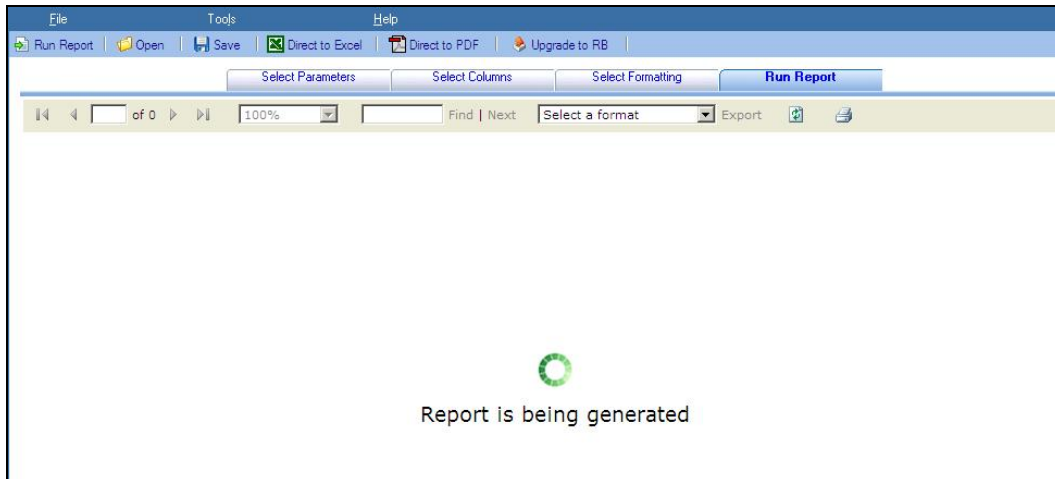 File Tools Help
Run Report Open Save Direct to Excel Direct to PDF Upgrade to RB
Select Parameters Select Columns Select Formatting Run Report
of 0 100% Find | Next Select a format Export
Report is being generated